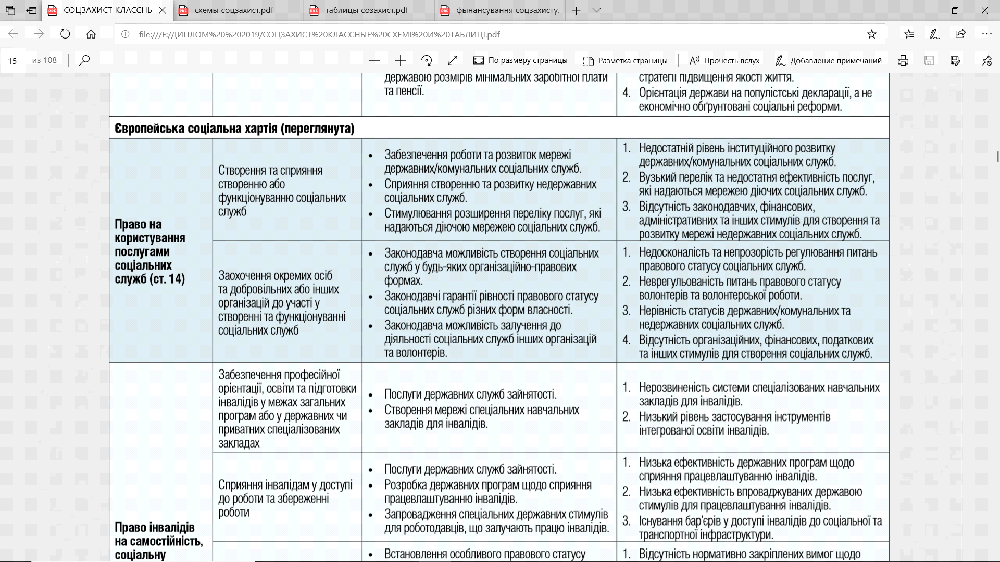 СОЦЗАХИСТ КЛАССНЬ
схемы соцзахист.pdf
таблицы созахист.pdf
фынансування соцзахисту.
file:///F:/ДИПЛОМ%20%202019/СОЦЗАХИСТ%20КЛАССНЫЕ%20СХЕМІ%20И%20ТАБЛИЦІ.pdf
15 из 108
По размеру страницы
Разметка страницы
Прочесть вслух
Добавление примечаний
державою розмірів мінімальних заробітної плати
та пенсії.
стратегії підвищення якості життя.
4. Орієнтація держави на популістські декларації, а не
економічно обґрунтовані соціальні реформи.
Європейська соціальна хартія (переглянута)
Право на
користування
послугами
соціальних
служб (ст. 14)
Створення та сприяння
створенню або
функціонуванню соціальних
служб
• Забезпечення роботи та розвиток мережі
державних/комунальних соціальних служб.
• Сприяння створенню та розвитку недержавних
соціальних служб.
• Стимулювання розширення переліку послуг, які
надаються діючою мережею соціальних служб.
1. Недостатній рівень інституційного розвитку
державних/комунальних соціальних служб.
2. Вузький перелік та недостатня ефективність послуг,
які надаються мережею діючих соціальних служб.
3. Відсутність законодавчих, фінансових,
адміністративних та інших стимулів для створення та
розвитку мережі недержавних соціальних служб.
Заохочення окремих осіб
та добровільних або інших
організацій до участі у
створенні та функціонуванні
соціальних служб
• Законодавча можливість створення соціальних
служб у будь-яких організаційно-правових
формах.
• Законодавчі гарантії рівності правового статусу
соціальних служб різних форм власності.
• Законодавча можливість залучення до
діяльності соціальних служб інших організацій
та волонтерів.
1. Недосконалість та непрозорість регулювання питань
правового статусу соціальних служб.
2. Неврегульованість питань правового статусу
волонтерів та волонтерської роботи.
3. Нерівність статусів державних/комунальних та
недержавних соціальних служб.
4. Відсутність організаційних, фінансових, податкових
та інших стимулів для створення соціальних служб.
Право інвалідів
на самостійність,
соціальну
Забезпечення професійної
орієнтації, освіти та підготовки
інвалідів у межах загальних
програм або у державних чи
приватних спеціалізованих
закладах
• Послуги державних служб зайнятості.
• Створення мережі спеціальних навчальних
закладів для інвалідів.
1. Нерозвиненість системи спеціалізованих навчальних
закладів для інвалідів.
2. Низький рівень застосування інструментів
інтегрованої освіти інвалідів.
Сприяння інвалідам у доступі
до роботи та збереженні
роботи
• Послуги державних служб зайнятості.
• Розробка державних програм щодо сприяння
працевлаштуванню інвалідів.
• Запровадження спеціальних державних стимулів
для роботодавців, що залучають працю інвалідів.
1. Низька ефективність державних програм щодо
сприяння працевлаштуванню інвалідів.
2. Низька ефективність впроваджуваних державою
стимулів для працевлаштування інвалідів.
3. Існування бар’єрів у доступі інвалідів до соціальної та
транспортної інфраструктури.
• Встановлення особливого правового статусу
1. Відсутність нормативно закріплених вимог щодо